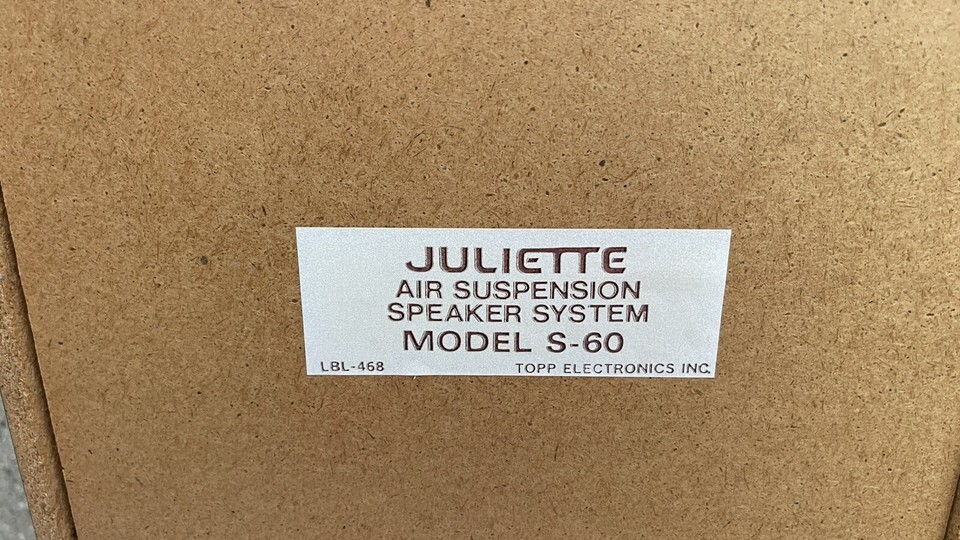 JULIETTE
AIR SUSPENSION
SPEAKER SYSTEM
MODEL S-60
LBL-468 TOPP ELECTRONICS INC.